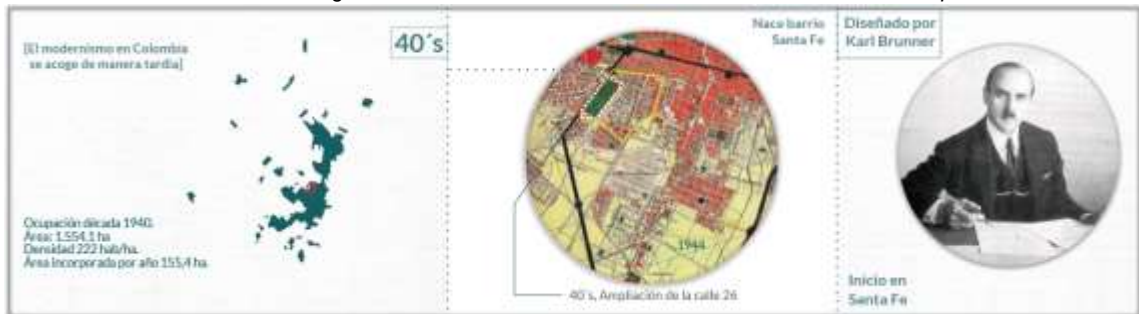 [El modernismo en Colombia
se acoge de manera tardía]
40´s
Nace barrio
Santa Fe
Diseñado por
Karl Brunner
Ocupación década 1940.
Área: 1.554.1 ha
Densidad 222 hab/ha.
Área incorporada por año 155,4 ha.
1944
40´s, Ampliación de la calle 26
Inicio en
Santa Fe